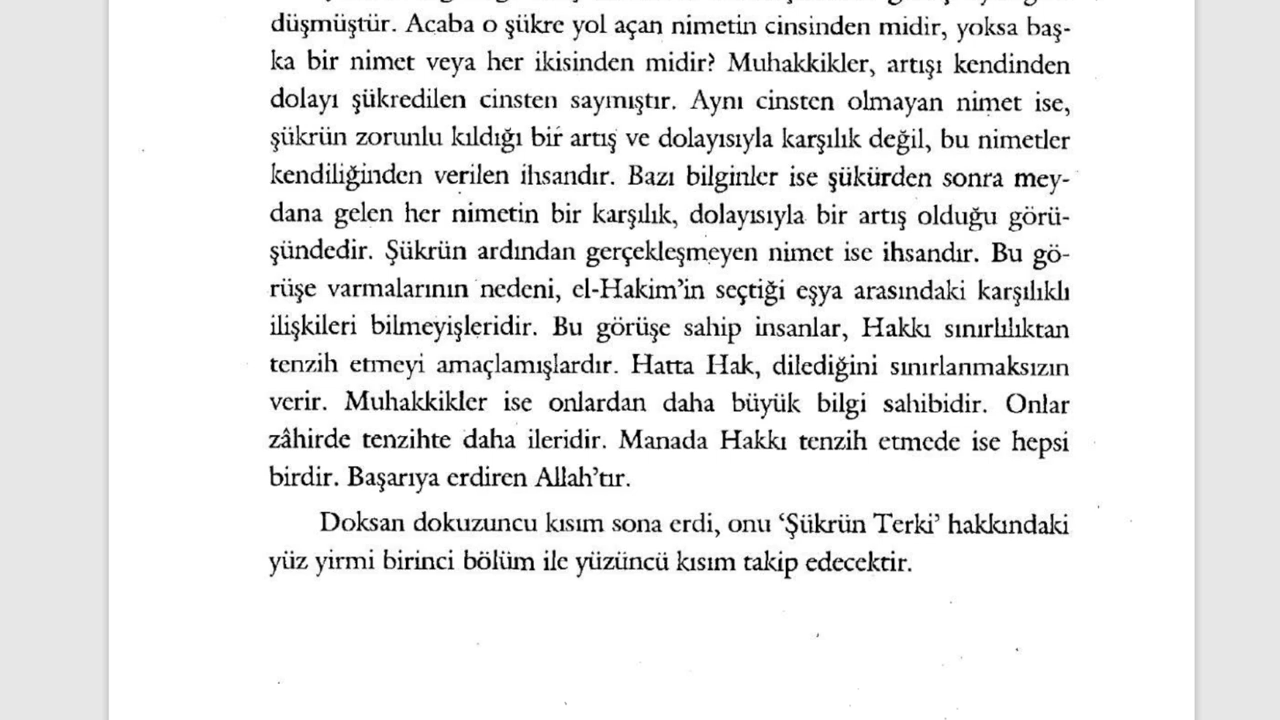 düşmüştür. Acaba o şükre yol açan nimetin cinsinden midir, yoksa baş-
ka bir nimet veya her ikisinden midir? Muhakkikler, artışı kendinden
dolayı şükredilen cinsten saymıştır. Aynı cinsten olmayan nimet ise,
şükrün zorunlu kıldığı bir artış ve dolayısıyla karşılık değil, bu nimetler
kendiliğinden verilen ihsandır. Bazı bilginler ise şükürden sonra mey-
dana gelen her nimetin bir karşılık, dolayısıyla bir artış olduğu görü-
şündedir. Şükrün ardından gerçekleşmeyen nimet ise ihsandır. Bu gö-
rüşe varmalarının nedeni, el-Hakim’in seçtiği eşya arasındaki karşılıklı
ilişkileri bilmeyişleridir. Bu görüşe sahip insanlar, Hakkı sınırlılıktan
tenzih etmeyi amaçlamışlardır. Hatta Hak, dilediğini sınırlanmaksızın
verir. Muhakkikler ise onlardan daha büyük bilgi sahibidir. Onlar
zâhirde tenzihte daha ileridir. Manada Hakkı tenzih etmede ise hepsi
birdir. Başarıya erdiren Allah’tır.
Doksan dokuzuncu kısım sona erdi, onu ‘Şükrün Terki’ hakkındaki
yüz yirmi birinci bölüm ile yüzüncü kısım takip edecektir.